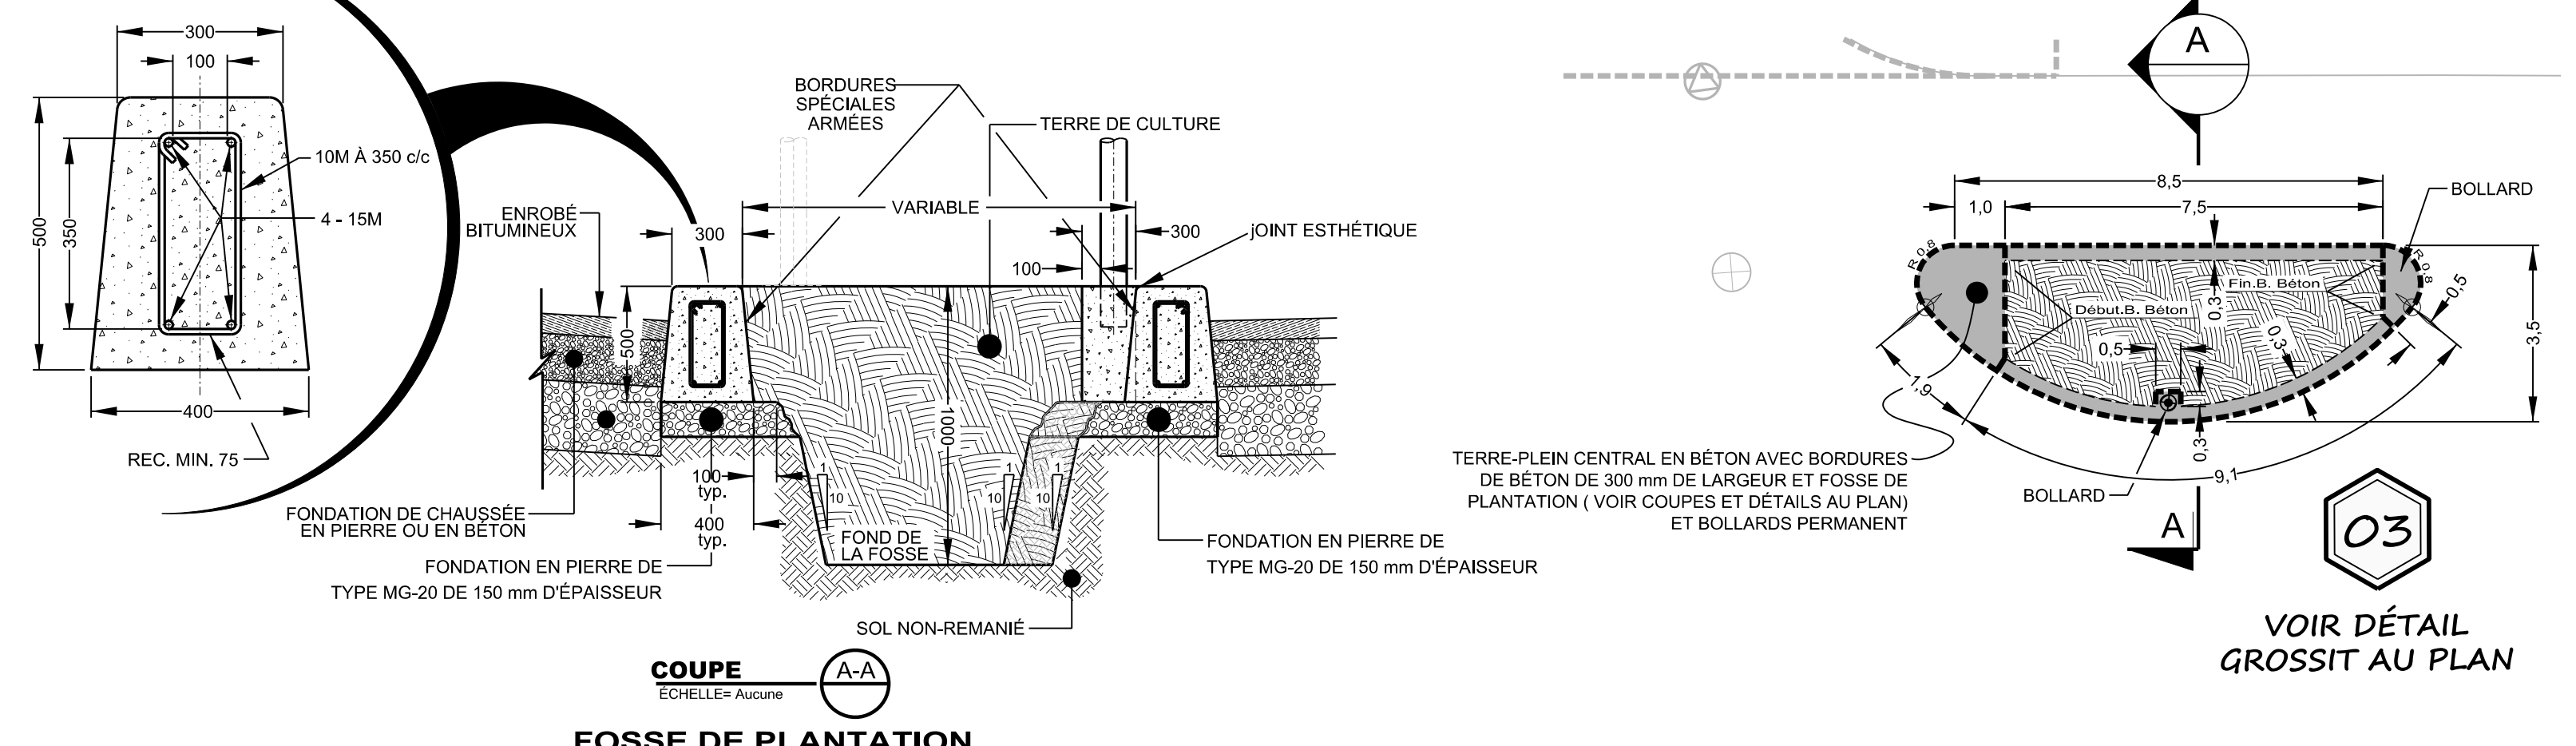 300
100
500
350
10M À 350 c/c
4 - 15M
400
REC. MIN. 75
BORDURES
SPÉCIALES
ARMÉES
TERRE DE CULTURE
ENROBÉ
BITUMINEUX
VARIABLE
300
300
jOINT ESTHÉTIQUE
100
500
1000
100
typ.
400
typ.
1
10
1
10
1
10
FONDATION DE CHAUSSÉE
EN PIERRE OU EN BÉTON
FOND DE
LA FOSSE
FONDATION EN PIERRE DE
TYPE MG-20 DE 150 mm D'ÉPAISSEUR
FONDATION EN PIERRE DE
TYPE MG-20 DE 150 mm D'ÉPAISSEUR
SOL NON-REMANIÉ
COUPE
ÉCHELLE= Aucune
A-A
FOSSE DE PLANTATION
A
8,5
1,0
7,5
BOLLARD
R 0,8
R 0,8
0,5
Fin.B. Béton
Début.B. Béton
0,3
0,3
0,5
3,5
1,9
0,3
9,1
TERRE-PLEIN CENTRAL EN BÉTON AVEC BORDURES
DE BÉTON DE 300 mm DE LARGEUR ET FOSSE DE
PLANTATION ( VOIR COUPES ET DÉTAILS AU PLAN)
ET BOLLARDS PERMANENT
BOLLARD
A
03
VOIR DÉTAIL
GROSSIT AU PLAN